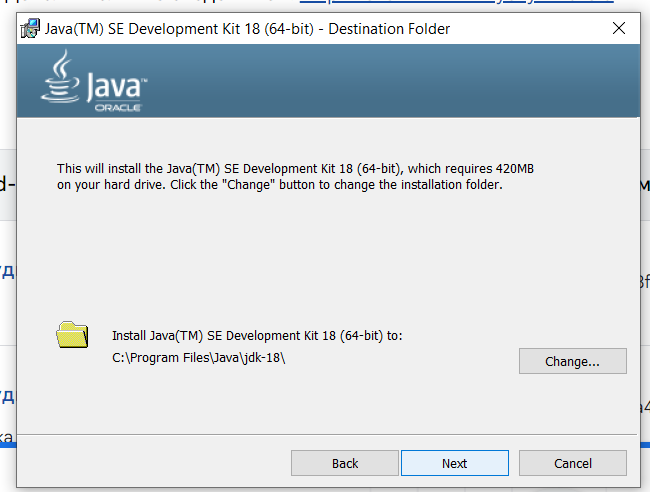 Java(TM) SE Development Kit 18 (64-bit) - Destination Folder
Java™
ORACLE
This will install the Java(TM) SE Development Kit 18 (64-bit), which requires 420MB
on your hard drive. Click the "Change" button to change the installation folder.
Install Java(TM) SE Development Kit 18 (64-bit) to:
C:\Program Files\Java\jdk-18\
Change...
Back
Next
Cancel